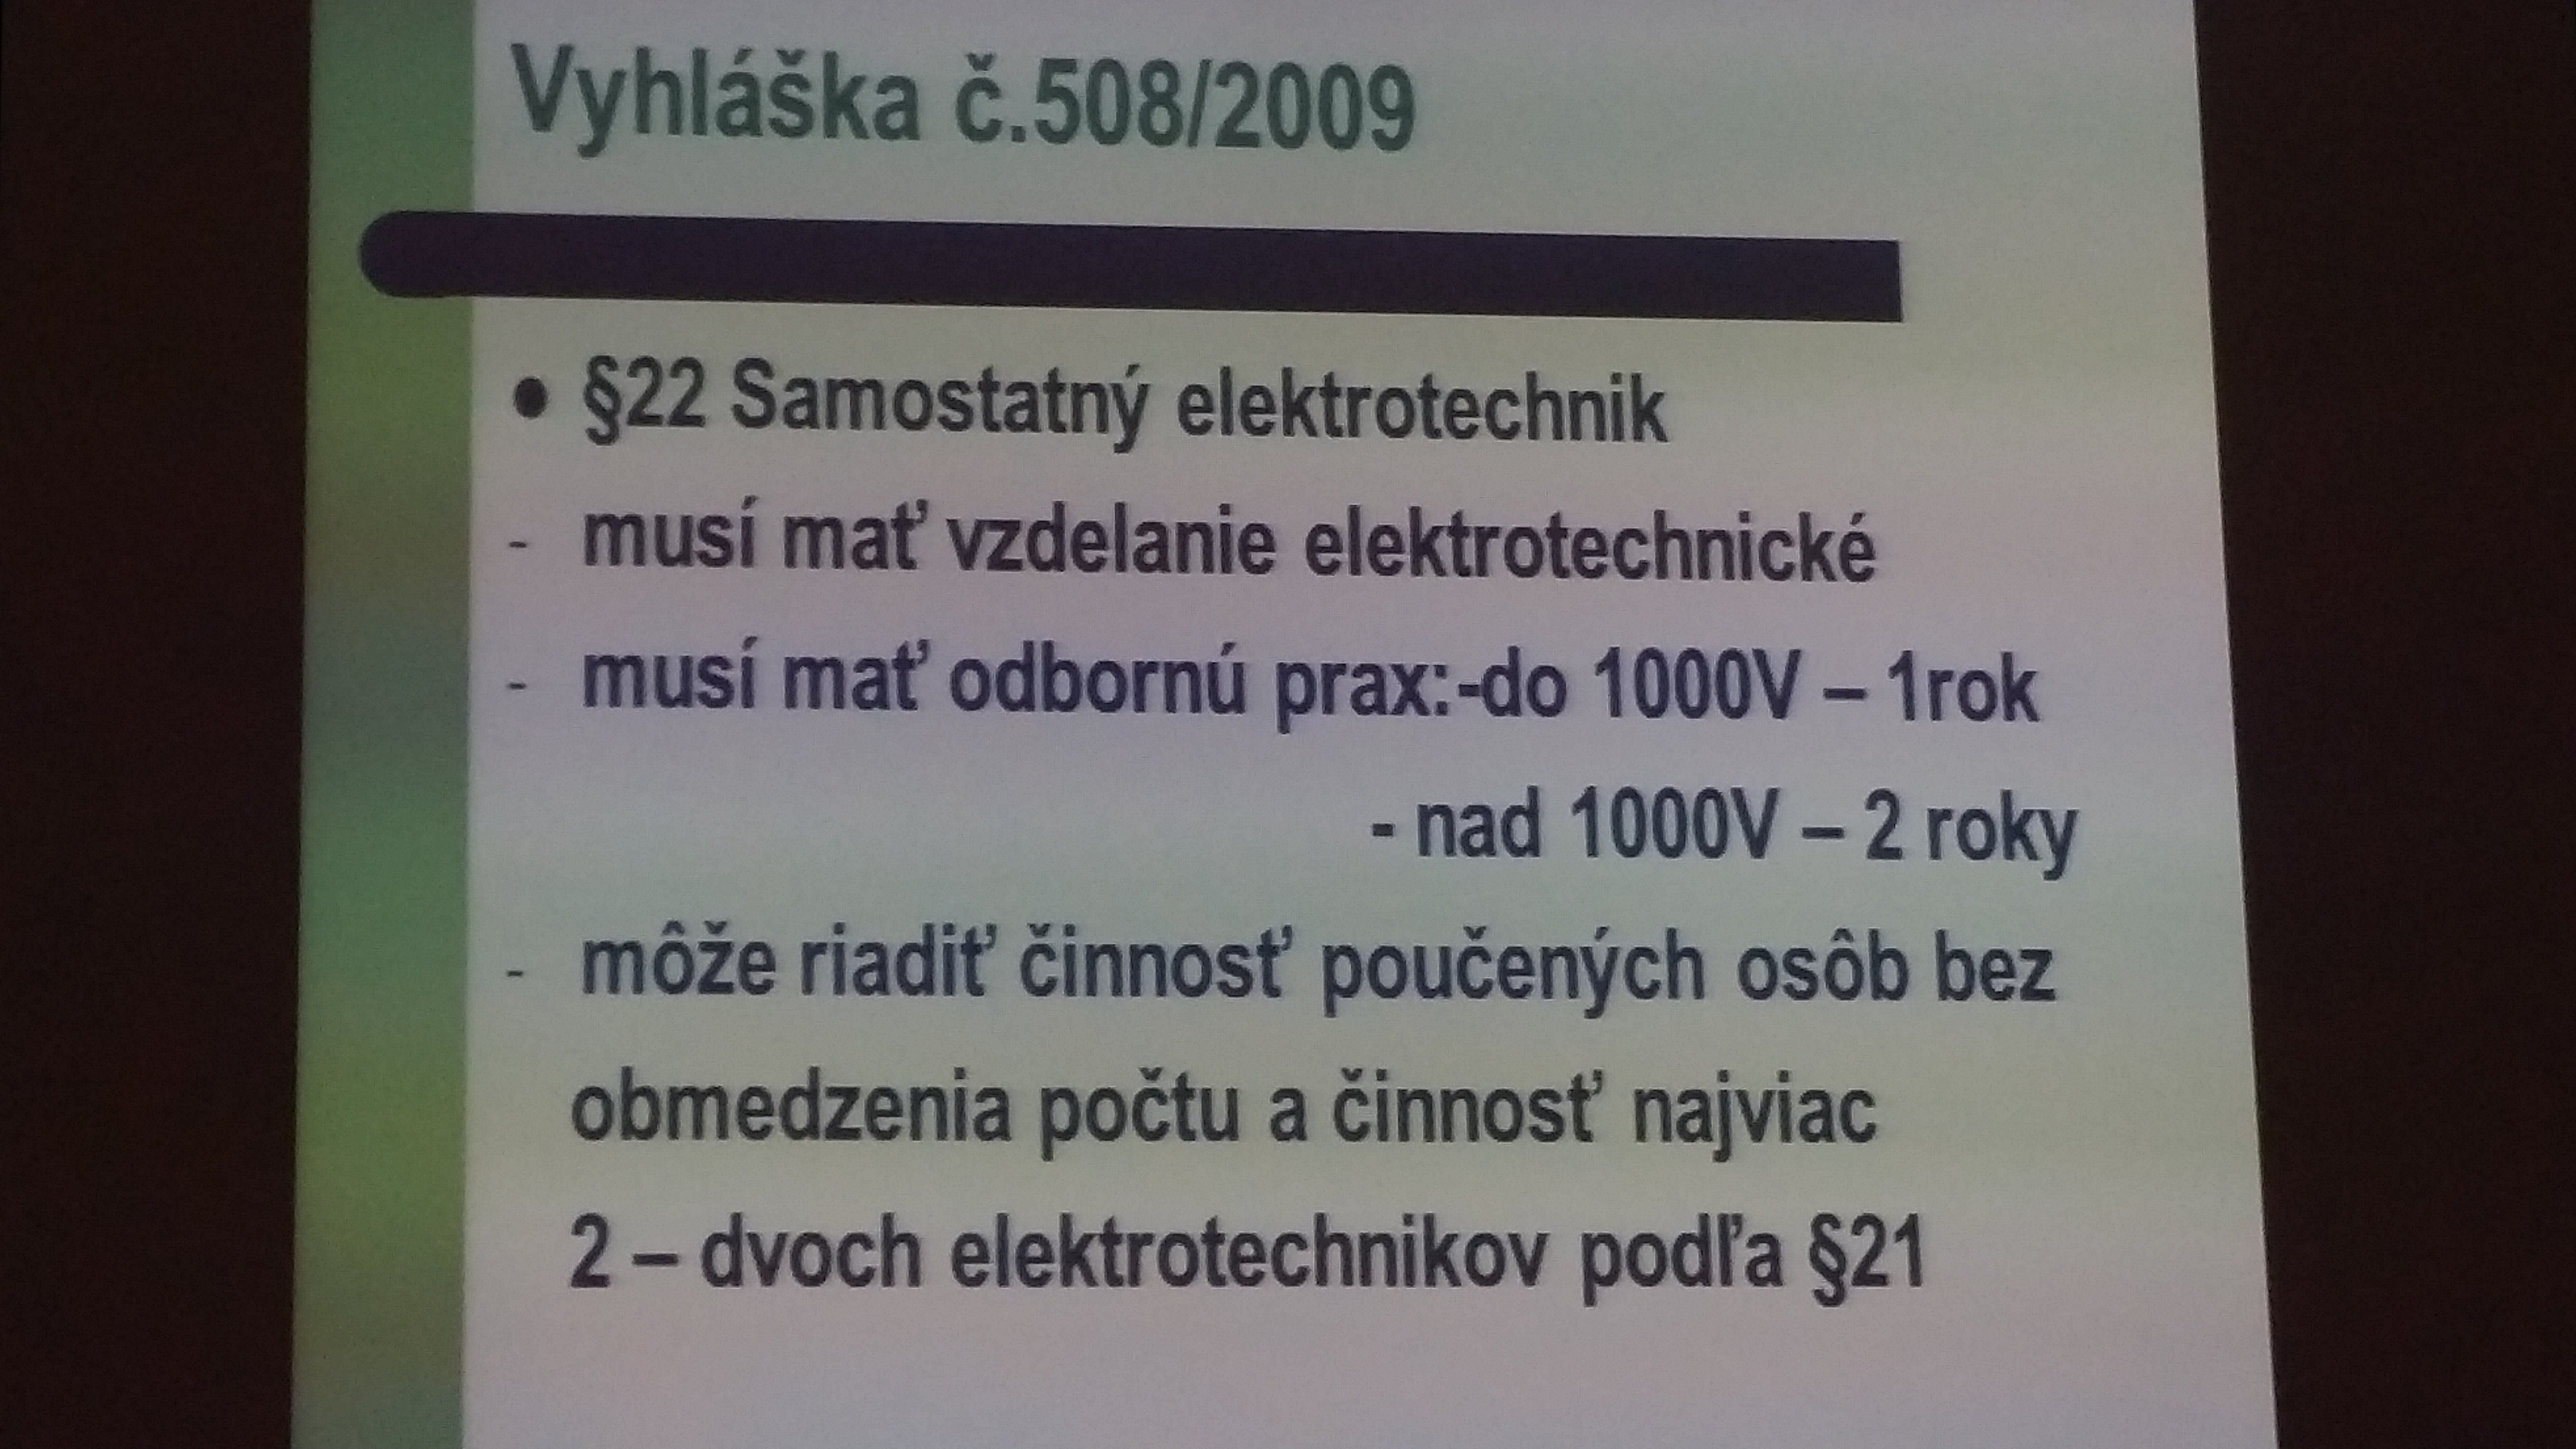 Vyhláška č.508/2009
• §22 Samostatný elektrotechnik
- musí mať vzdelanie elektrotechnické
- musí mať odbornú prax:-do 1000V – 1rok
- nad 1000V – 2 roky
- môže riadiť činnosť poučených osôb bez
obmedzenia počtu a činnosť najviac
2 – dvoch elektrotechnikov podľa §21